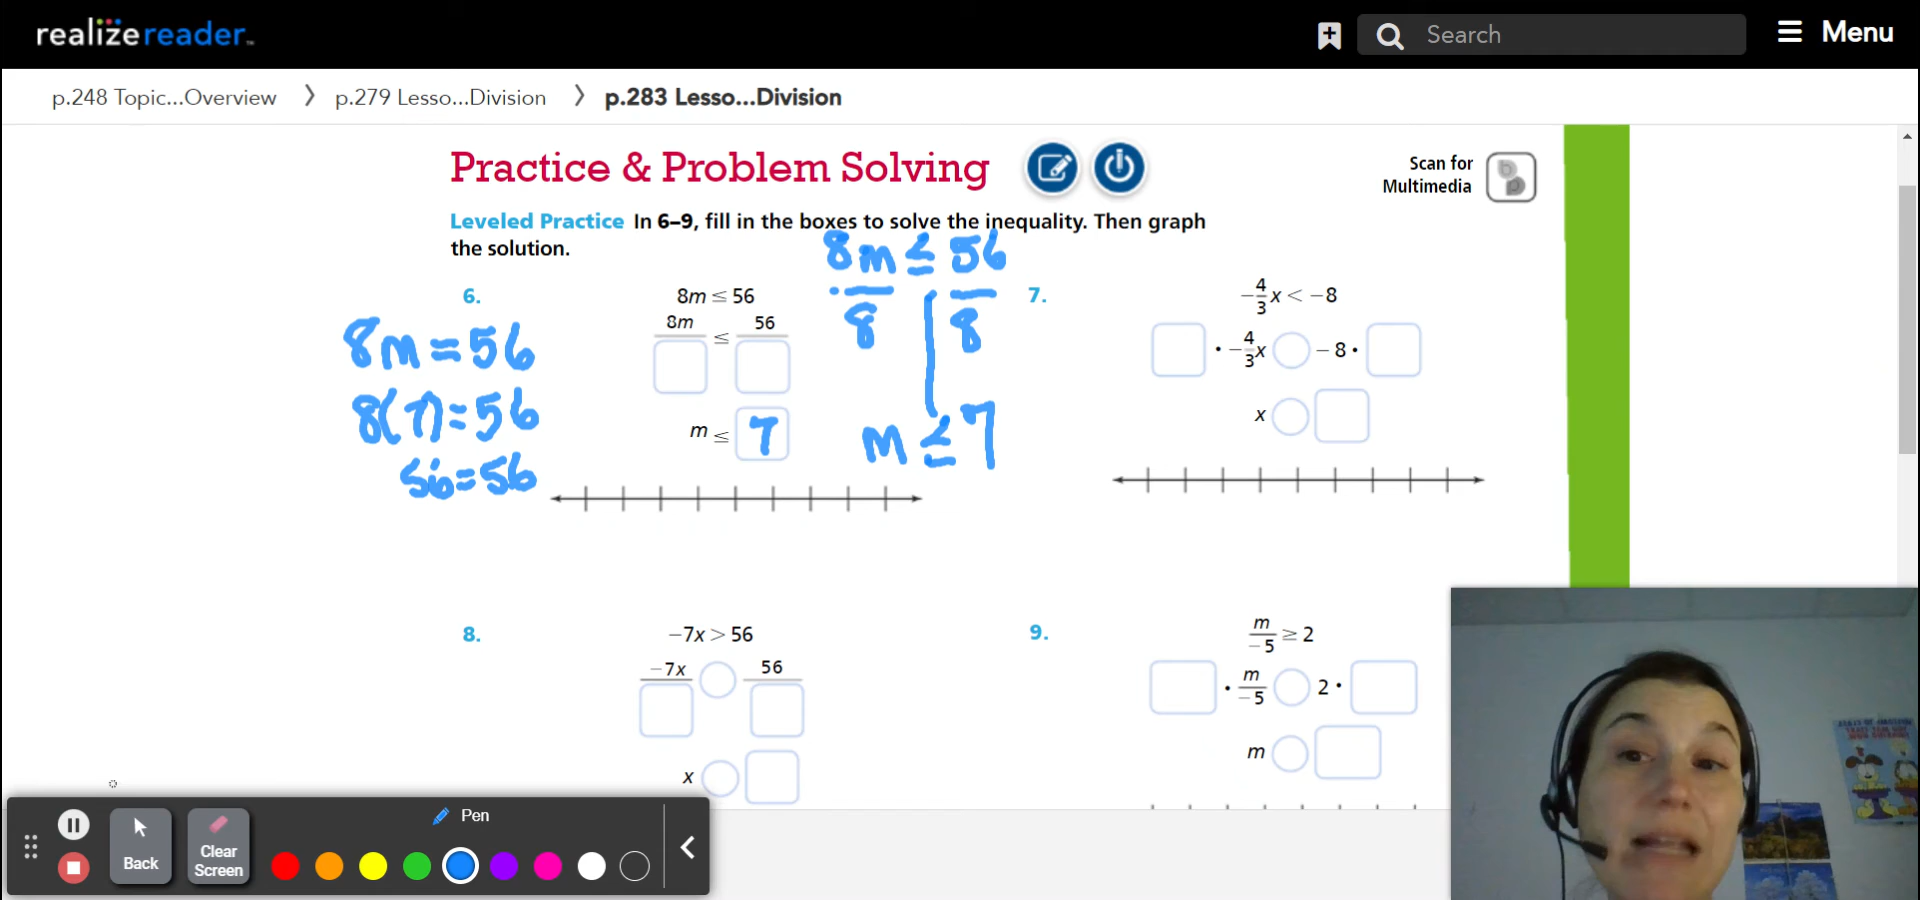 realizereader™
Search
Menu
p.248 Topic...Overview > p.279 Lesso...Division > p.283 Lesso...Division
Practice & Problem Solving
Scan for
Multimedia
Leveled Practice In 6–9, fill in the boxes to solve the inequality. Then graph
the solution.
6.
8m ≤ 56
8m/ ≤ 56/
m ≤ 7
8m = 56
8(7) = 56
56 = 56
8m ≤ 56
8 8
m ≤ 7
7.
-4/3x < -8
· -4/3x -8 ·
x
8.
-7x > 56
-7x 56
x
9.
m/-5 ≥ 2
· m/-5 2 ·
m
Pen
Back
Clear
Screen